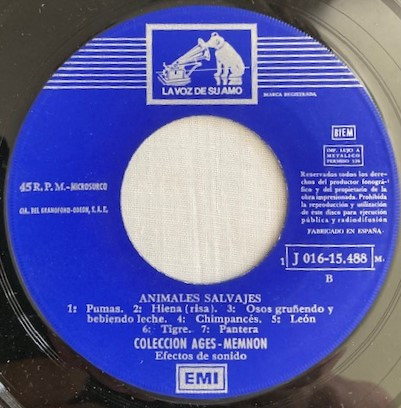 LA VOZ DE SU AMO
MARCA REGISTRADA
BIEM
IMP. LUJO A
METALICO
PERMISO 136
45 R. P. M.-MICROSURCO
Reservados todos los dere-
chos del productor fonográfi-
co y del propietario de la
obra impresionada. Prohibida
la reproducción y utilización
de este disco para ejecución
pública y radiodifusión
CIA. DEL GRAMOFONO-ODEON, S. A. E.
FABRICADO EN ESPAÑA
1 J 016-15.488 M.
B
ANIMALES SALVAJES
1: Pumas. 2: Hiena (risa). 3: Osos gruñendo y
bebiendo leche. 4: Chimpancés. 5: León
6: Tigre. 7: Pantera
COLECCION AGES-MEMNON
Efectos de sonido
EMI